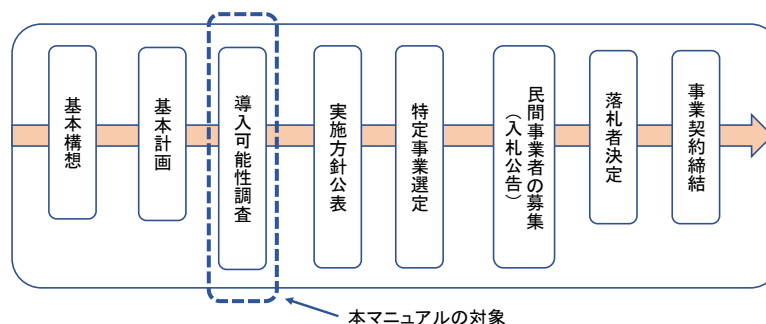 基本構想
基本計画
導入可能性調査
実施方針公表
特定事業選定
民間事業者の募集
（入札公告）
落札者決定
事業契約締結
本マニュアルの対象